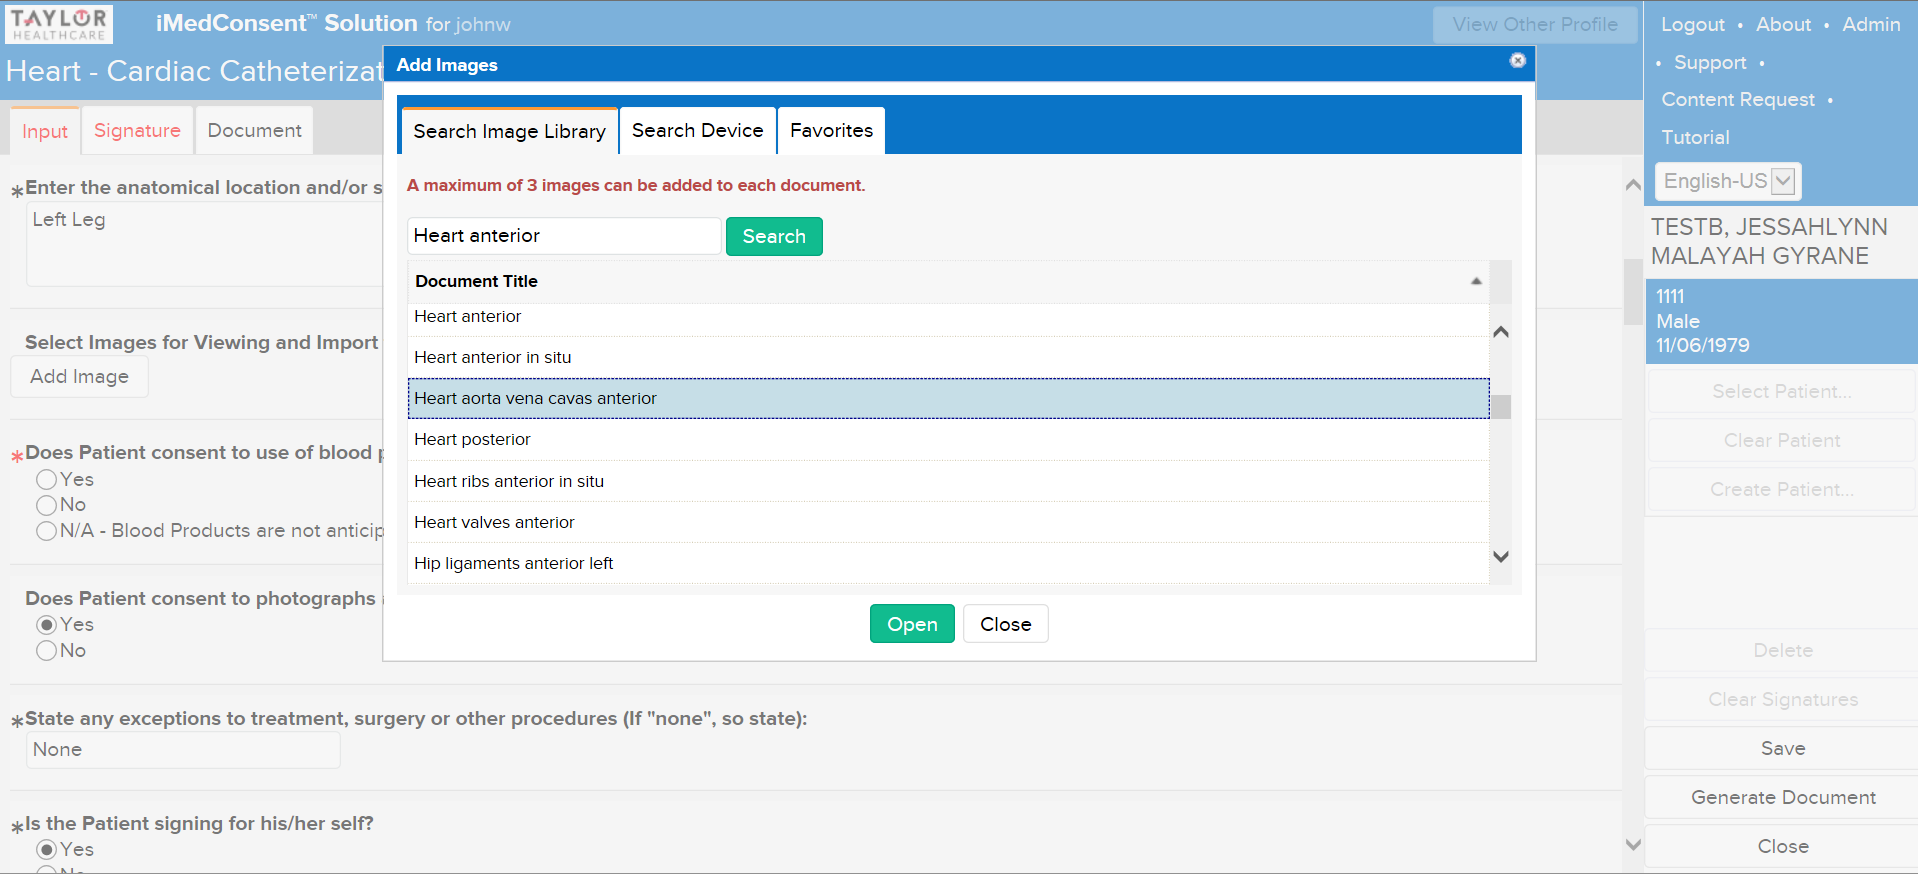 TAYLOR
HEALTHCARE
iMedConsent™ Solution for johnw
View Other Profile
Logout • About • Admin
• Support •
Content Request •
Tutorial
English-US
Heart - Cardiac Catheterizat
Input
Signature
Document
Enter the anatomical location and/or s
Left Leg
Select Images for Viewing and Import
Add Image
*Does Patient consent to use of blood p
Yes
No
N/A - Blood Products are not anticip
Does Patient consent to photographs
Yes
No
*State any exceptions to treatment, surgery or other procedures (If "none", so state):
None
*Is the Patient signing for his/her self?
Yes
No
Add Images
Search Image Library
Search Device
Favorites
A maximum of 3 images can be added to each document.
Heart anterior
Search
Document Title
Heart anterior
Heart anterior in situ
Heart aorta vena cavas anterior
Heart posterior
Heart ribs anterior in situ
Heart valves anterior
Hip ligaments anterior left
Open
Close
TESTB, JESSAHLYNN
MALAYAH GYRANE
1111
Male
11/06/1979
Select Patient...
Clear Patient
Create Patient...
Delete
Clear Signatures
Save
Generate Document
Close